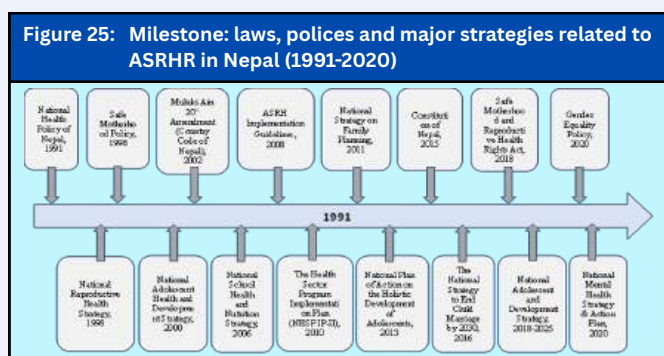 Figure 25: Milestone: laws, polices and major strategies related to
ASRHR in Nepal (1991-2020)
National
Health
Policy of
Nepal,
1991
Safe
Motherho
od Policy,
1998
Muluki Ain
20
Amendment
(Country
Code of
Nepal),
2002
ASRH
Implementation
Guidelines,
2008
National
Strategy on
Family
Planning,
2011
Constituti
on of
Nepal,
2015
Safe
Motherhoo
d and
Reproducti
ve Health
Rights Act,
2018
Gender
Equality
Policy,
2020
1991
National
Reproductive
Health
Strategy,
1998
National
Adolescent
Health and
Developme
nt Strategy,
2000
National
School
Health
and
Nutrition
Strategy,
2006
The Health
Sector
Program
Implementati
on Plan
(NHSP IP-II),
2010
National Plan
of Action on
the Holistic
Development
of
Adolescents,
2013
The
National
Strategy
to End
Child
Marriage
by 2030,
2016
National
Adolescent
and
Development
Strategy,
2018-2025
National
Mental
Health
Strategy
& Action
Plan,
2020